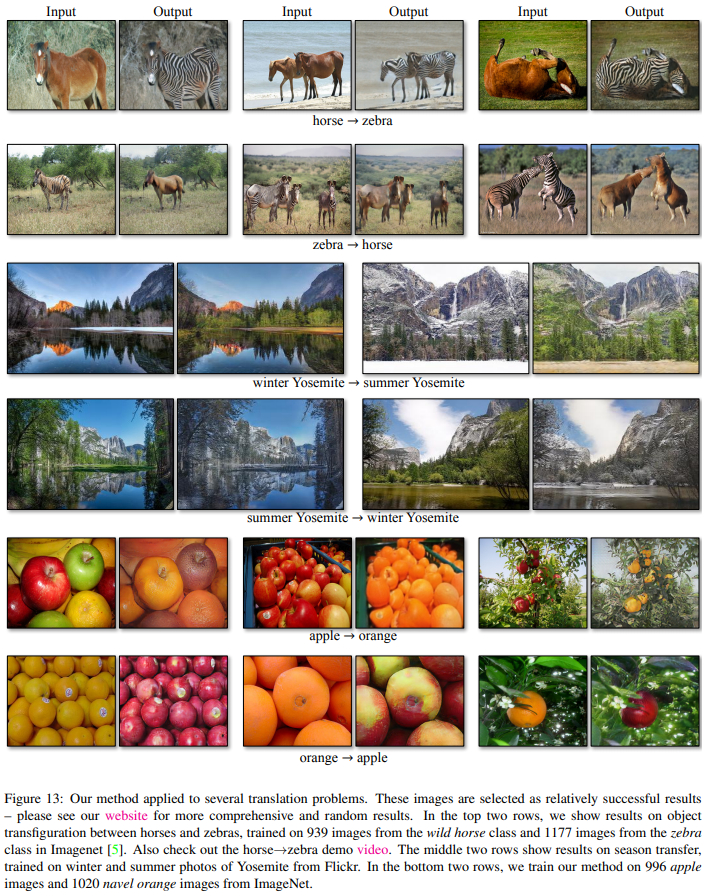 Input Output Input Output Input Output
horse → zebra
zebra → horse
winter Yosemite → summer Yosemite
summer Yosemite → winter Yosemite
apple → orange
orange → apple
Figure 13: Our method applied to several translation problems. These images are selected as relatively successful results
– please see our website for more comprehensive and random results. In the top two rows, we show results on object
transfiguration between horses and zebras, trained on 939 images from the wild horse class and 1177 images from the zebra
class in Imagenet [5]. Also check out the horse→zebra demo video. The middle two rows show results on season transfer,
trained on winter and summer photos of Yosemite from Flickr. In the bottom two rows, we train our method on 996 apple
images and 1020 navel orange images from ImageNet.